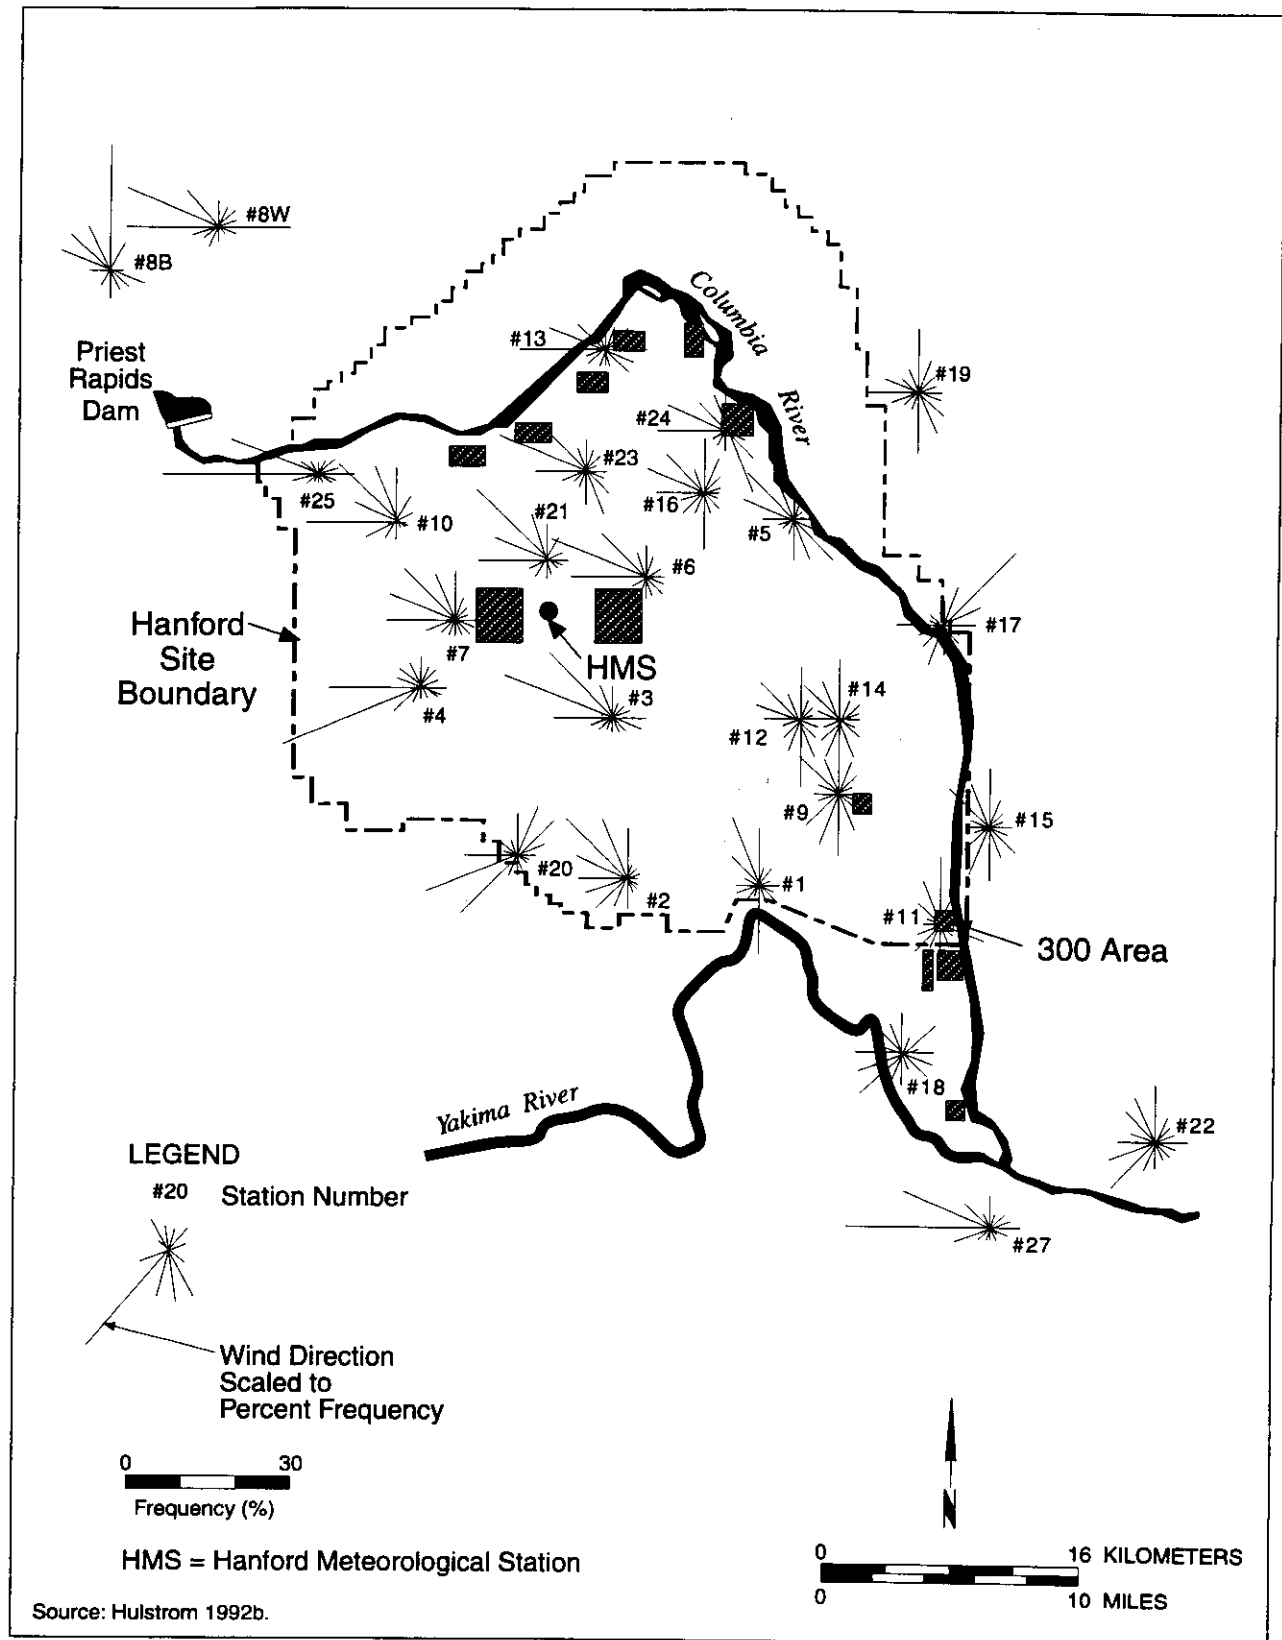 #8W
#8B
Columbia
River
#13
Priest
Rapids
Dam
#19
#24
#23
#25
#10
#21
#16
#5
#6
Hanford
Site
Boundary
#7
HMS
#17
#4
#3
#14
#12
#9
#15
#20
#2
#1
#11
300 Area
#18
Yakima River
#22
#27
LEGEND
#20 Station Number
Wind Direction
Scaled to
Percent Frequency
0 30
Frequency (%)
N
HMS = Hanford Meteorological Station
0 16 KILOMETERS
0 10 MILES
Source: Hulstrom 1992b.